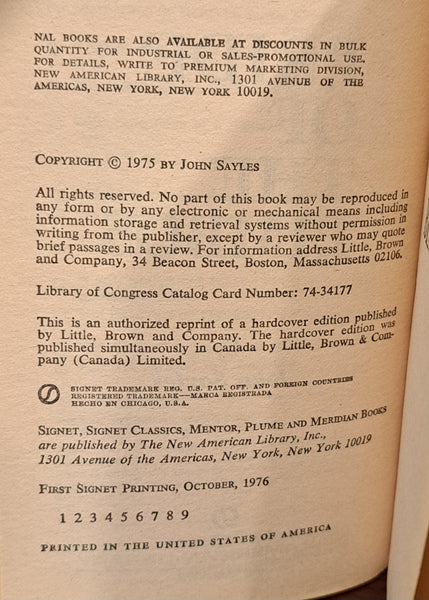 NAL BOOKS ARE ALSO AVAILABLE AT DISCOUNTS IN BULK
QUANTITY FOR INDUSTRIAL OR SALES-PROMOTIONAL USE.
FOR DETAILS, WRITE TO PREMIUM MARKETING DIVISION,
NEW AMERICAN LIBRARY, INC., 1301 AVENUE OF THE
AMERICAS, NEW YORK, NEW YORK 10019.
COPYRIGHT © 1975 BY JOHN SAYLES
All rights reserved. No part of this book may be reproduced in
any form or by any electronic or mechanical means including
information storage and retrieval systems without permission in
writing from the publisher, except by a reviewer who may quote
brief passages in a review. For information address Little, Brown
and Company, 34 Beacon Street, Boston, Massachusetts 02106.
Library of Congress Catalog Card Number: 74-34177
This is an authorized reprint of a hardcover edition published
by Little, Brown and Company. The hardcover edition was
published simultaneously in Canada by Little, Brown & Com-
pany (Canada) Limited.
SIGNET TRADEMARK REG. U.S. PAT. OFF. AND FOREIGN COUNTRIES
REGISTERED TRADEMARK—MARCA REGISTRADA
HECHO EN CHICAGO, U.S.A.
SIGNET, SIGNET CLASSICS, MENTOR, PLUME AND MERIDIAN BOOKS
are published by The New American Library, Inc.,
1301 Avenue of the Americas, New York, New York 10019
FIRST SIGNET PRINTING, OCTOBER, 1976
1 2 3 4 5 6 7 8 9
PRINTED IN THE UNITED STATES OF AMERICA